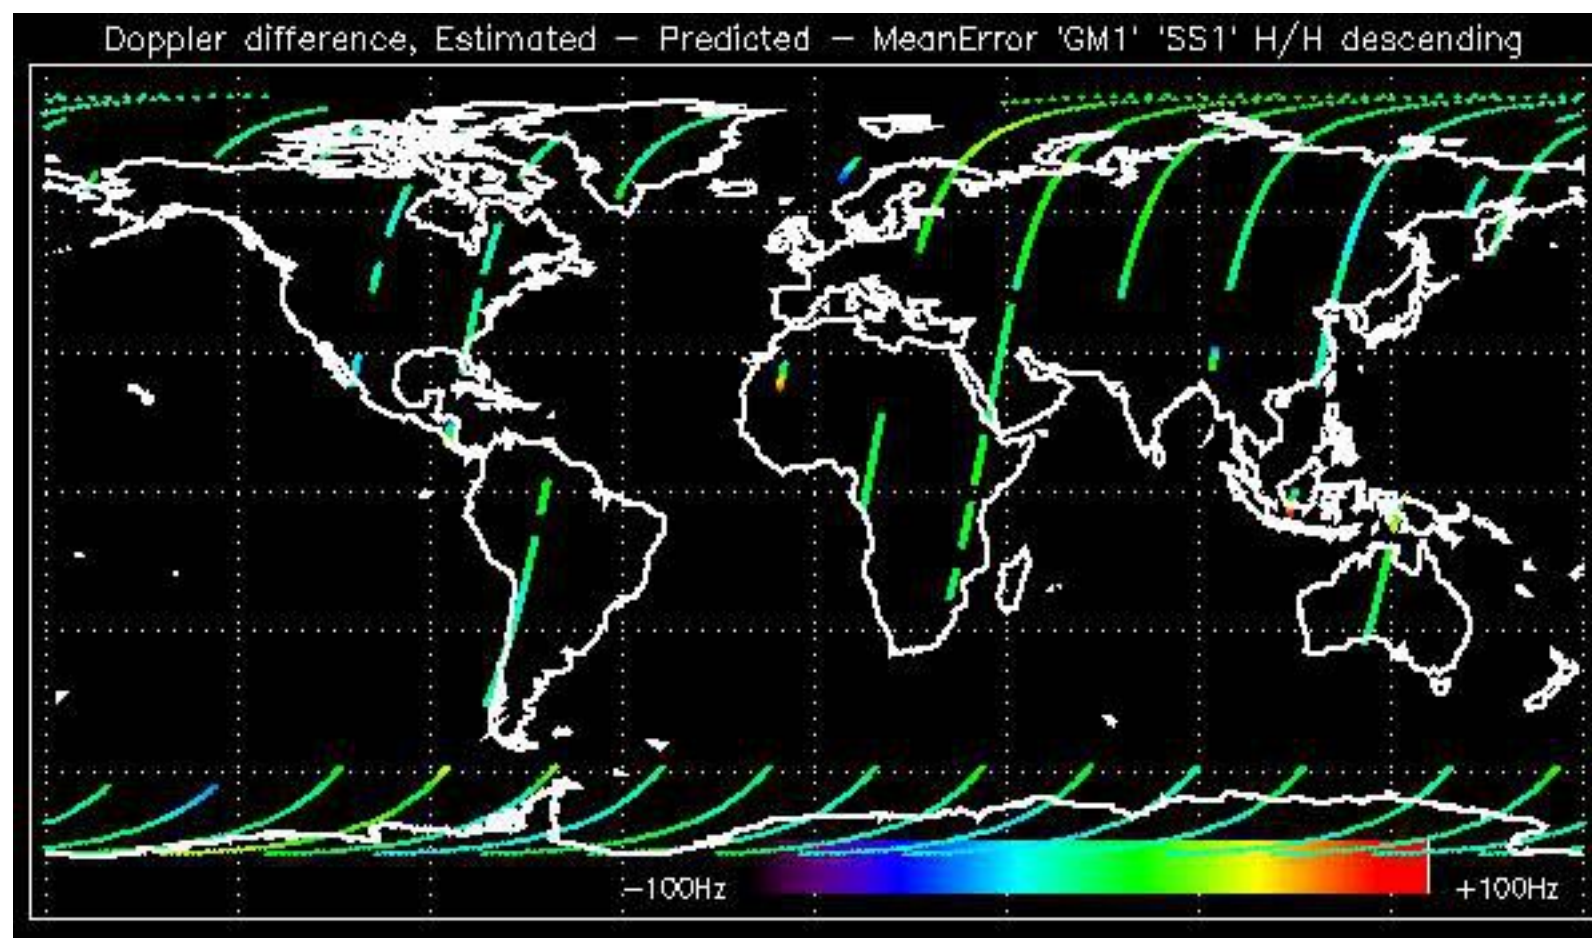 Doppler difference, Estimated – Predicted – MeanError 'GM1' 'SS1' H/H descending
–100Hz
+100Hz